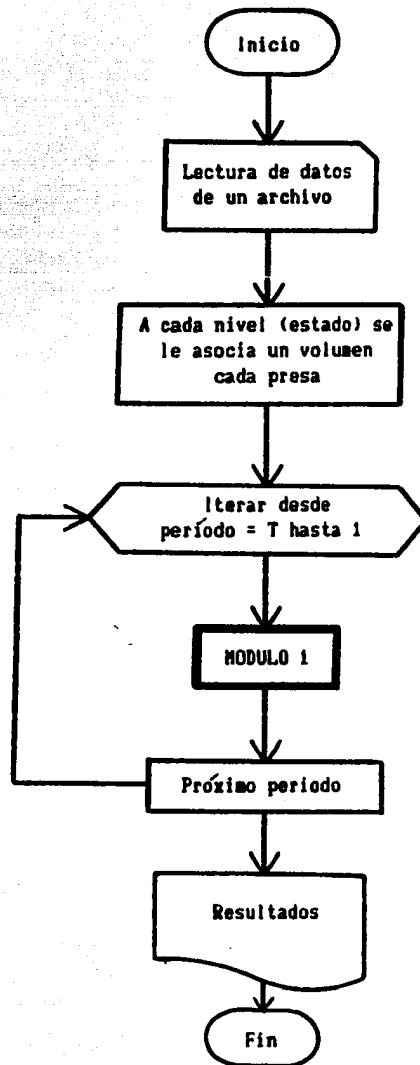 Inicio
Lectura de datos
de un archivo
A cada nivel (estado) se
le asocia un volumen
cada presa
Iterar desde
período = T hasta 1
MODULO 1
Próximo periodo
Resultados
Fin